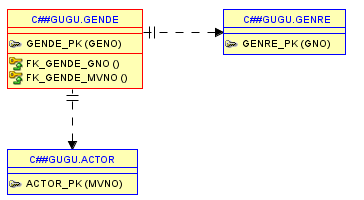 C##GUGU.GENDE
GENDE_PK (GENO)
FK_GENDE_GNO ()
FK_GENDE_MVNO ()
C##GUGU.GENRE
GENRE_PK (GNO)
C##GUGU.ACTOR
ACTOR_PK (MVNO)